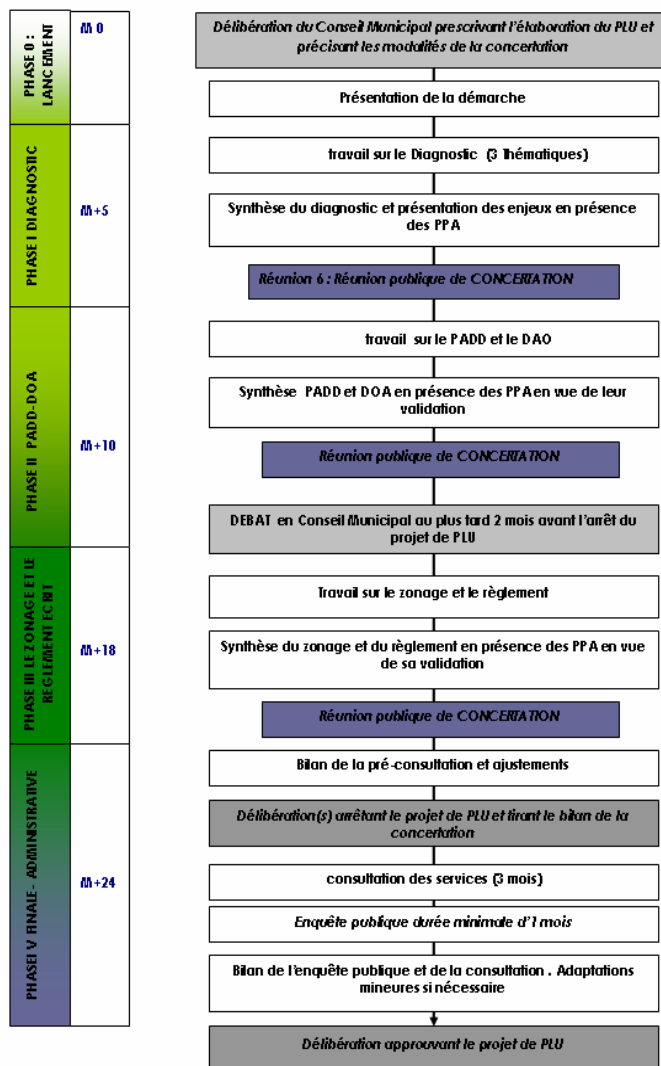 PHASE 0 :
LANCEMENT
M 0
Délibération du Conseil Municipal prescrivant l'élaboration du PLU et
précisant les modalités de la concertation
Présentation de la démarche
PHASE I DIAGNOSTIC
M+5
travail sur le Diagnostic (3 Thématiques)
Synthèse du diagnostic et présentation des enjeux en présence
des PPA
Réunion 6 : Réunion publique de CONCERTATION
PHASE II PADD-DOA
M+10
travail sur le PADD et le DAO
Synthèse PADD et DOA en présence des PPA en vue de leur
validation
Réunion publique de CONCERTATION
DEBAT en Conseil Municipal au plus tard 2 mois avant l'arrêt du
projet de PLU
PHASE III LE ZONAGE ET LE
REGLEMENT ECRIT
M+18
Travail sur le zonage et le règlement
Synthèse du zonage et du règlement en présence des PPA en vue
de sa validation
Réunion publique de CONCERTATION
PHASEI V FINALE- ADMINISTRATIVE
M+24
Bilan de la pré-consultation et ajustements
Délibération(s) arrêtant le projet de PLU et tirant le bilan de la
concertation
consultation des services (3 mois)
Enquête publique durée minimale d'1 mois
Bilan de l'enquête publique et de la consultation . Adaptations
mineures si nécessaire
Délibération approuvant le projet de PLU